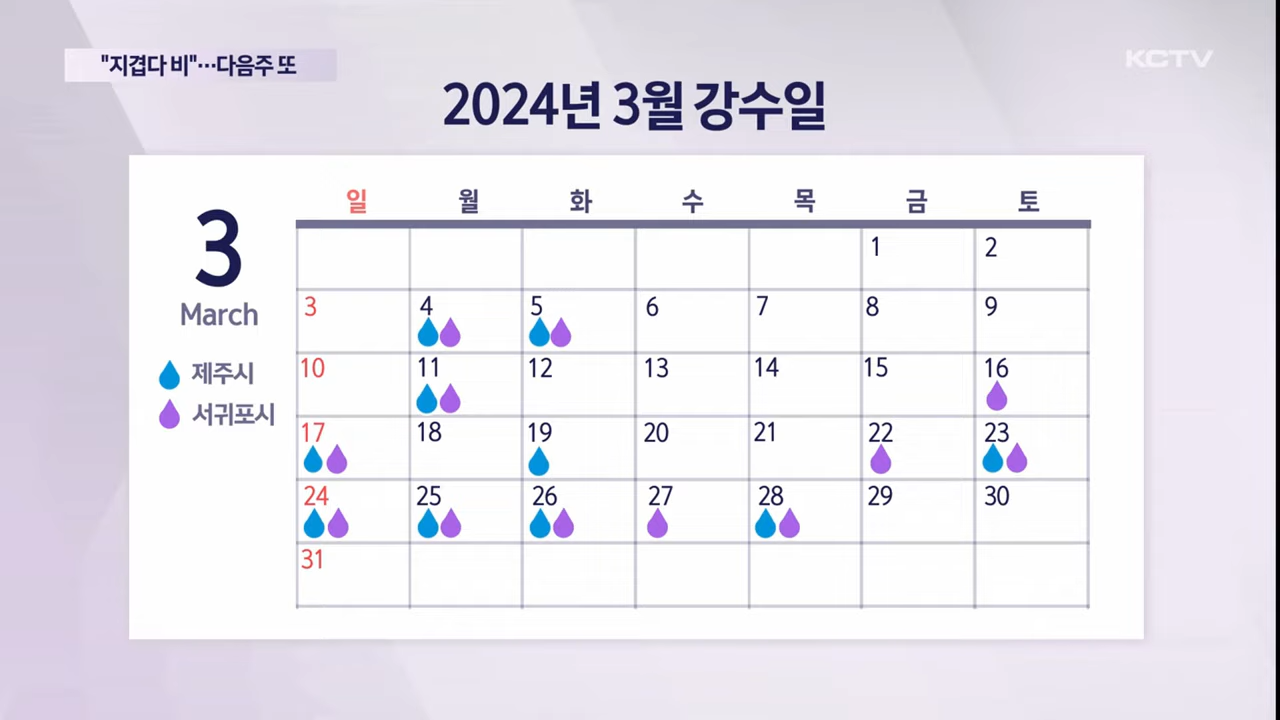 "지겹다 비"…다음주 또
KCTV
2024년 3월 강수일
일 월 화 수 목 금 토
3
March
제주시
서귀포시
1 2
3 4 5 6 7 8 9
10 11 12 13 14 15 16
17 18 19 20 21 22 23
24 25 26 27 28 29 30
31